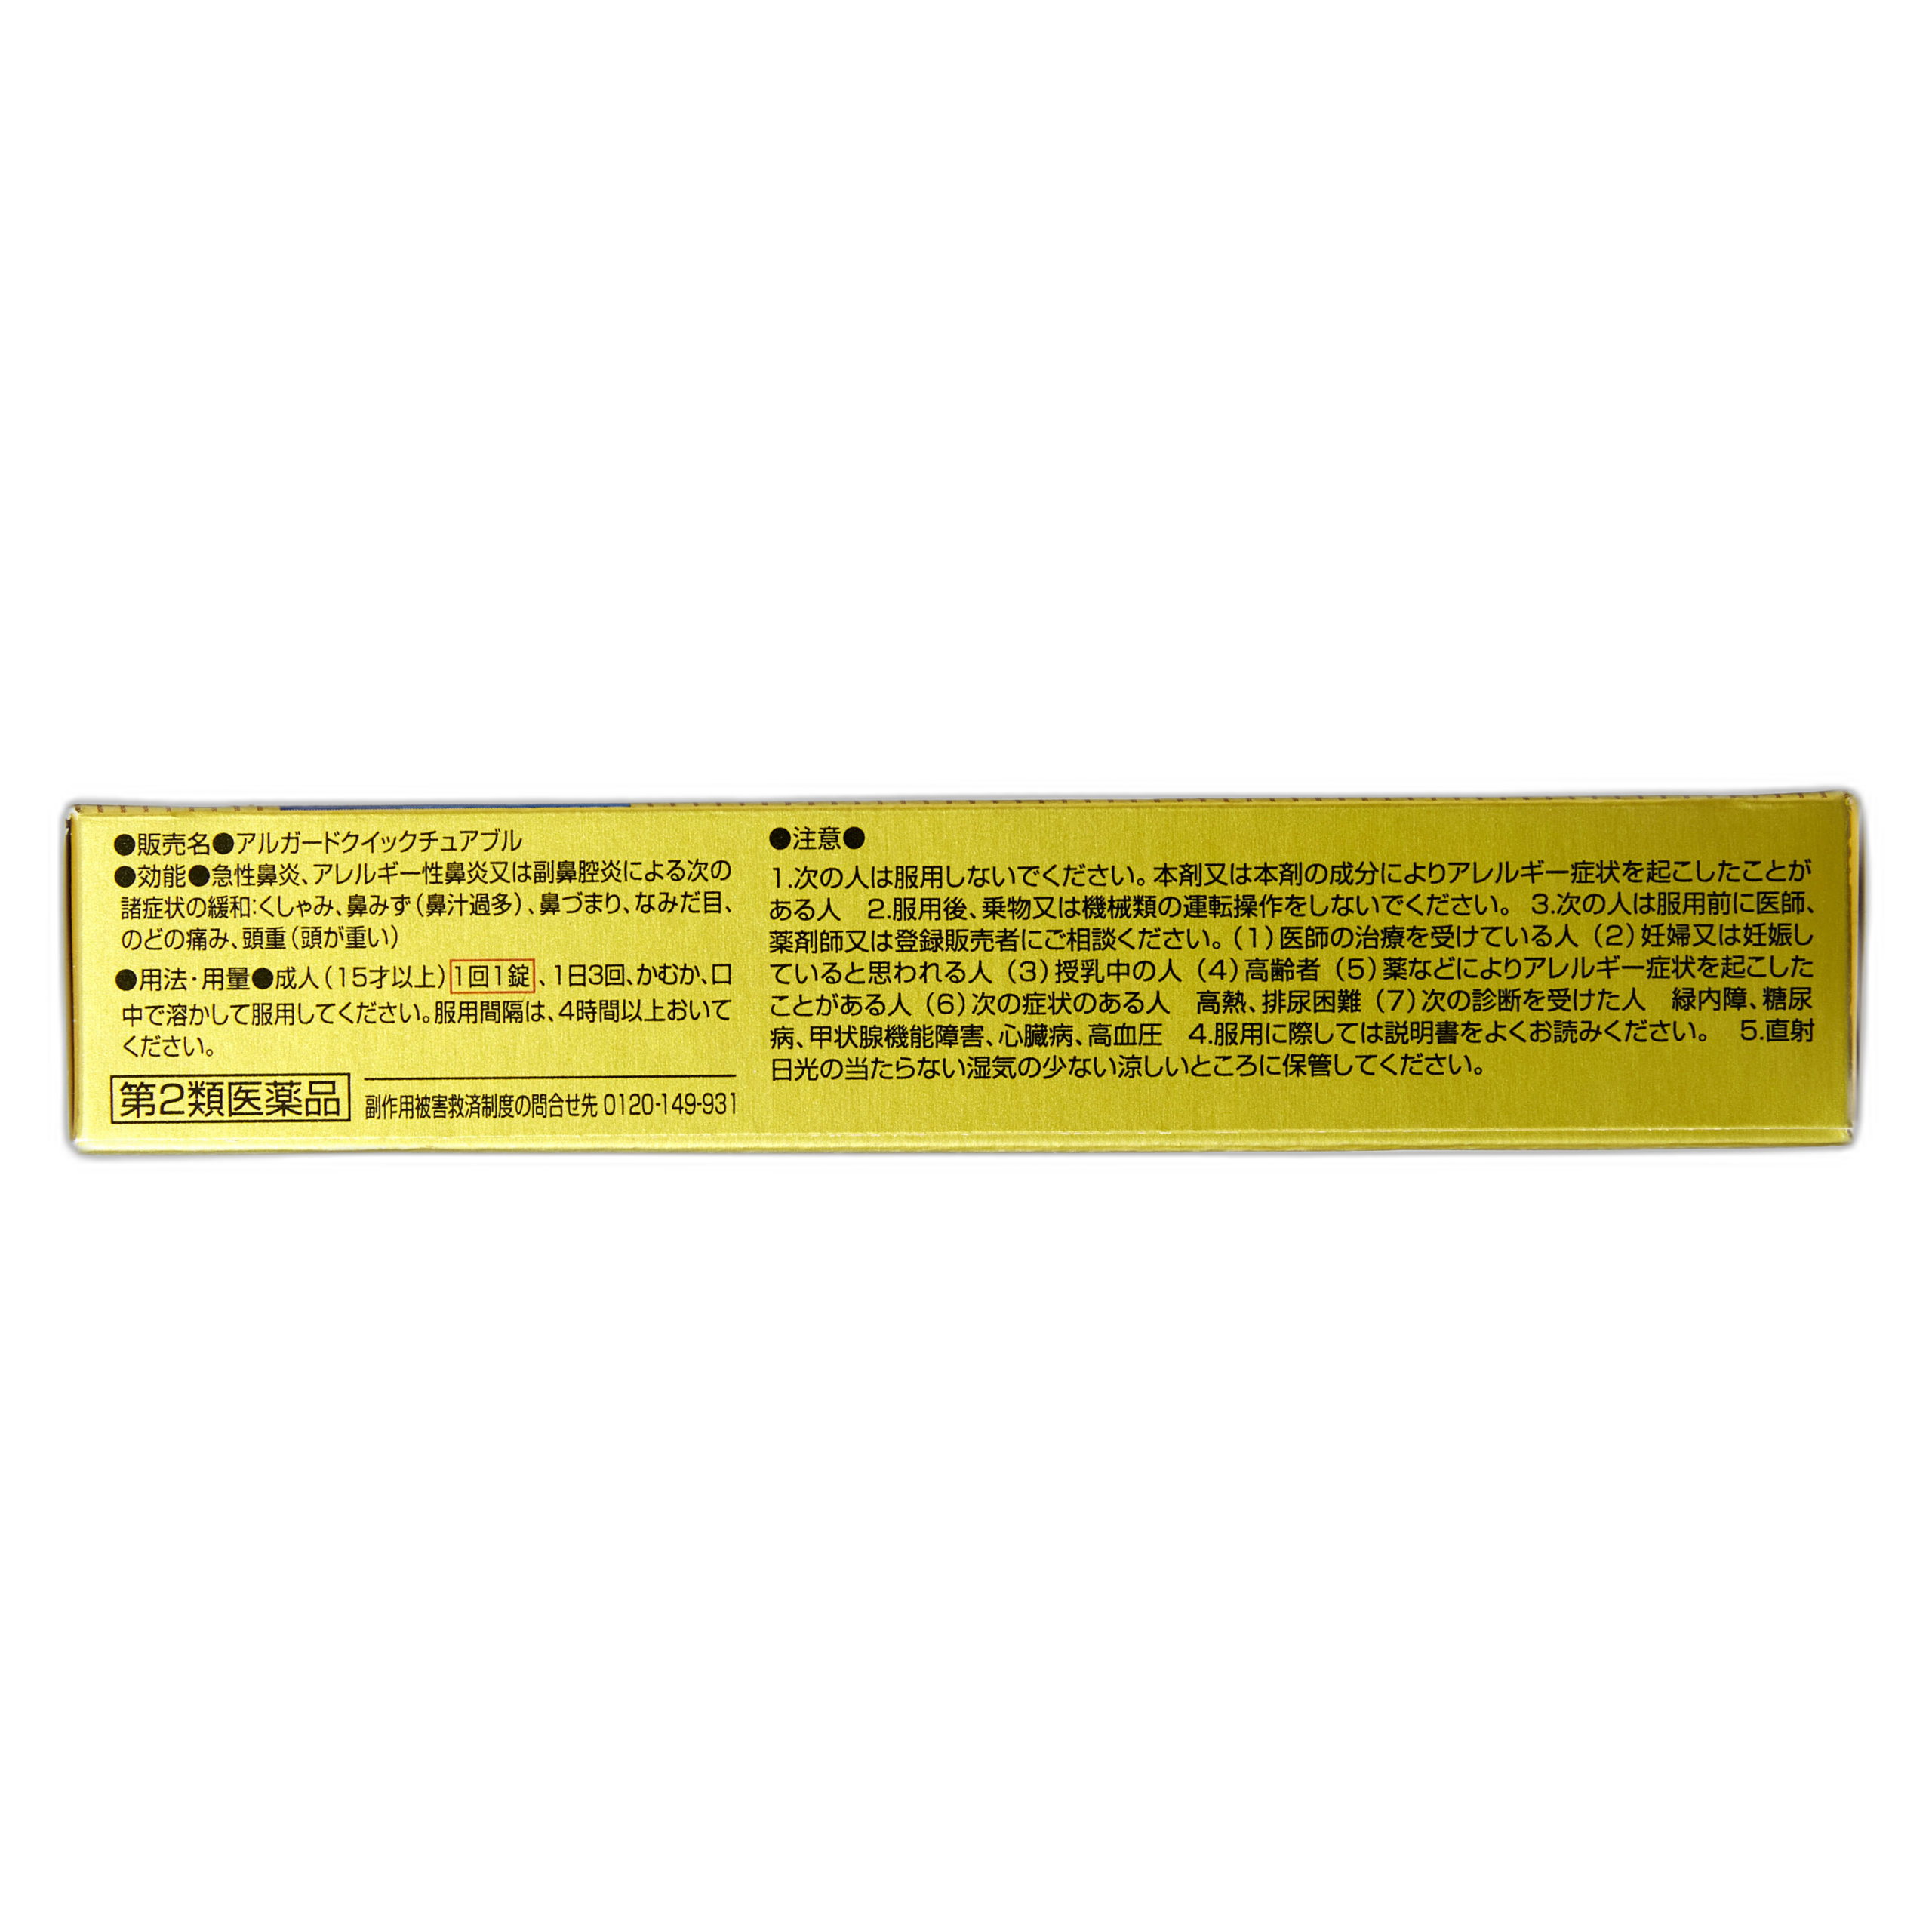 ●販売名●アルガードクイックチュアブル
●効能●急性鼻炎、アレルギー性鼻炎又は副鼻腔炎による次の
諸症状の緩和:くしゃみ、鼻みず(鼻汁過多)、鼻づまり、なみだ目、
のどの痛み、頭重(頭が重い)
●用法・用量●成人(15才以上)1回1錠、1日3回、かむか、口
中で溶かして服用してください。服用間隔は、4時間以上おいて
ください。
第2類医薬品
副作用被害救済制度の問合せ先 0120-149-931
●注意●
1.次の人は服用しないでください。本剤又は本剤の成分によりアレルギー症状を起こしたことが
ある人 2.服用後、乗物又は機械類の運転操作をしないでください。 3.次の人は服用前に医師、
薬剤師又は登録販売者にご相談ください。(1)医師の治療を受けている人(2)妊婦又は妊娠し
ていると思われる人(3)授乳中の人(4)高齢者(5)薬などによりアレルギー症状を起こした
ことがある人(6)次の症状のある人 高熱、排尿困難(7)次の診断を受けた人 緑内障、糖尿
病、甲状腺機能障害、心臓病、高血圧 4.服用に際しては説明書をよくお読みください。 5.直射
日光の当たらない湿気の少ない涼しいところに保管してください。